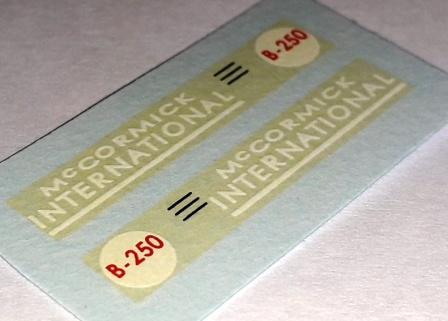 McCORMICK
INTERNATIONAL
B-250
McCORMICK
INTERNATIONAL
B-250